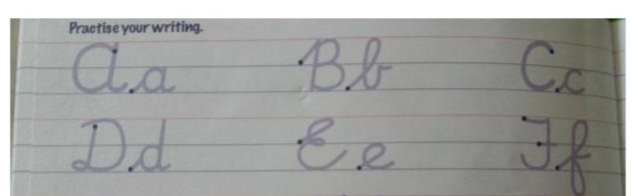 Practise your writing.
Aa Bb Cc
Dd Ee Ff